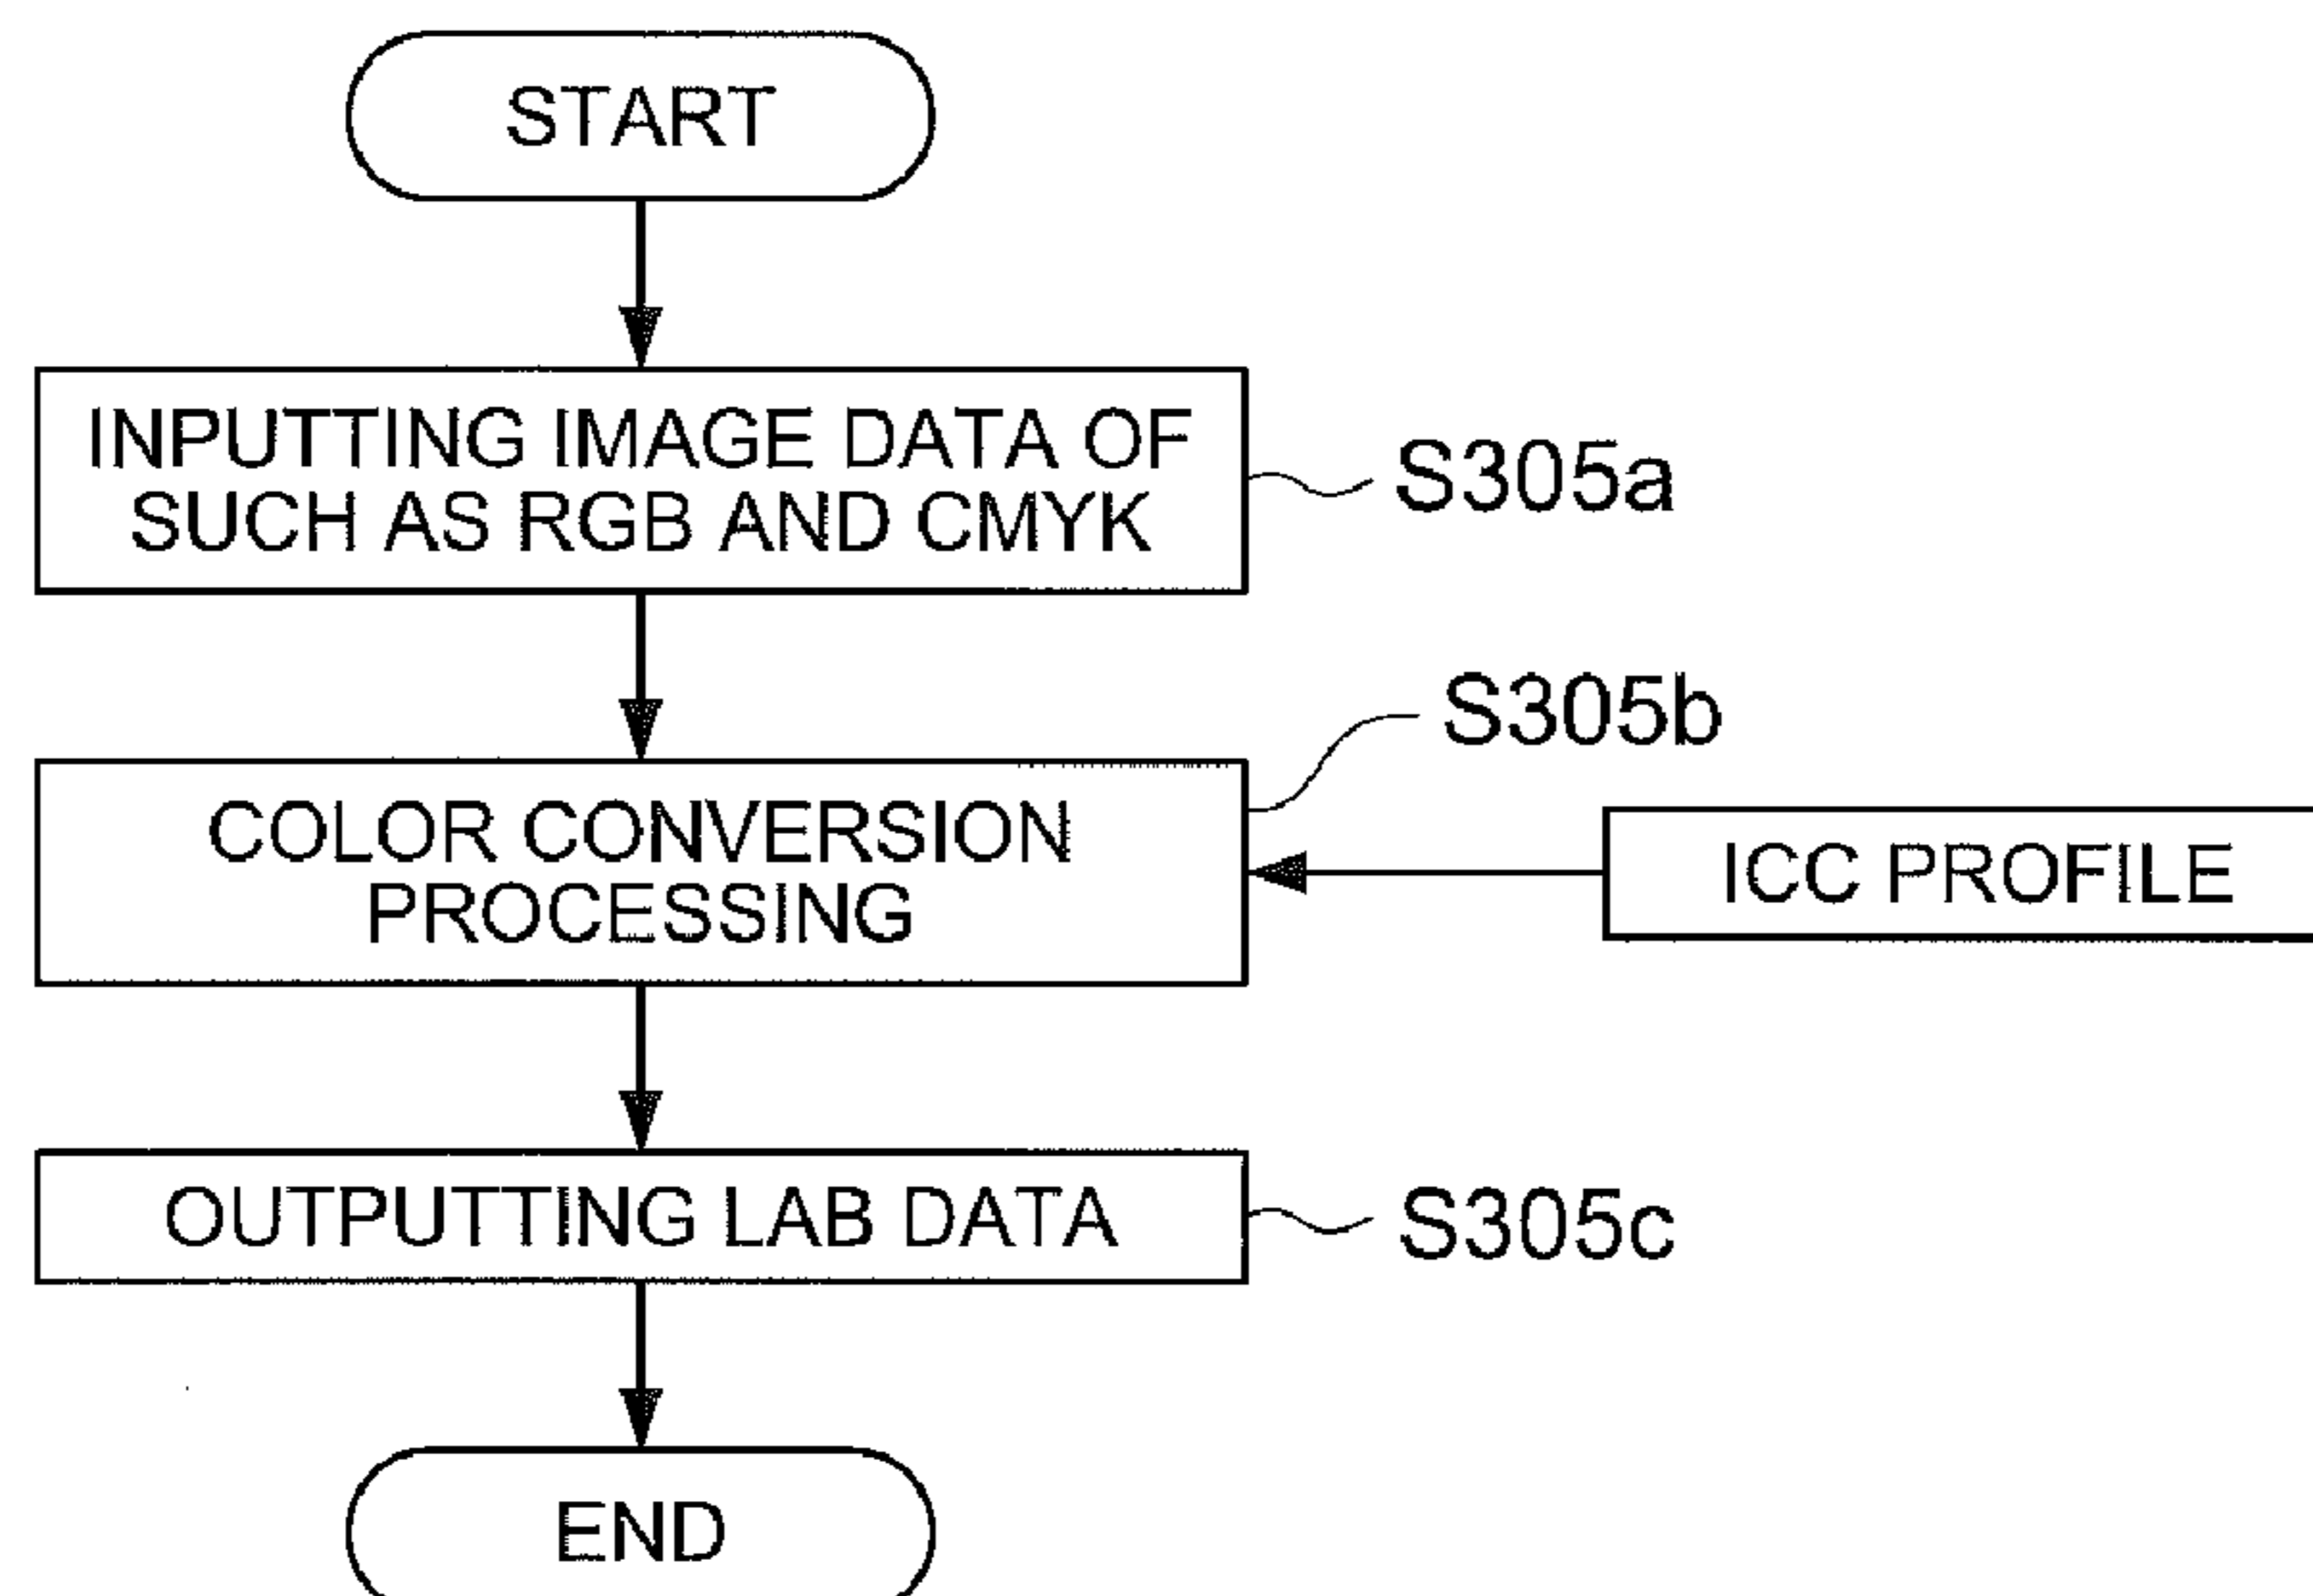 START
INPUTTING IMAGE DATA OF
SUCH AS RGB AND CMYK
S305a
S305b
COLOR CONVERSION
PROCESSING
ICC PROFILE
OUTPUTTING LAB DATA
S305c
END